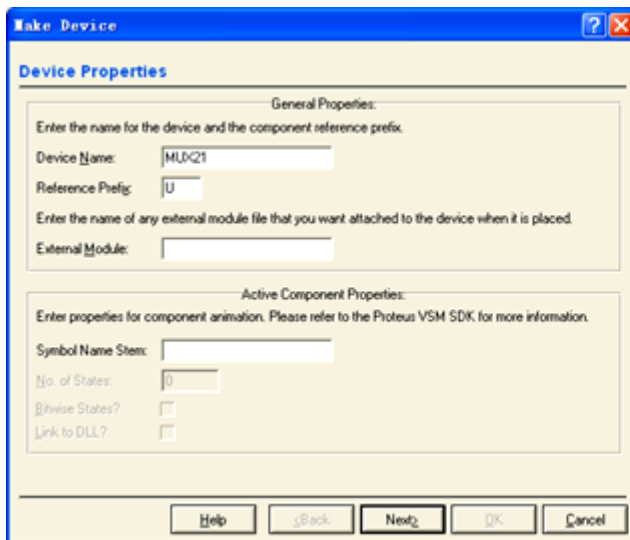 Make Device
Device Properties
General Properties:
Enter the name for the device and the component reference prefix.
Device Name: MUX21
Reference Prefix: U
Enter the name of any external module file that you want attached to the device when it is placed.
External Module:
Active Component Properties:
Enter properties for component animation. Please refer to the Proteus VSM SDK for more information.
Symbol Name Stem:
No. of States: 0
Bitwise States?
Link to DLL?
Help <Back Next> OK Cancel